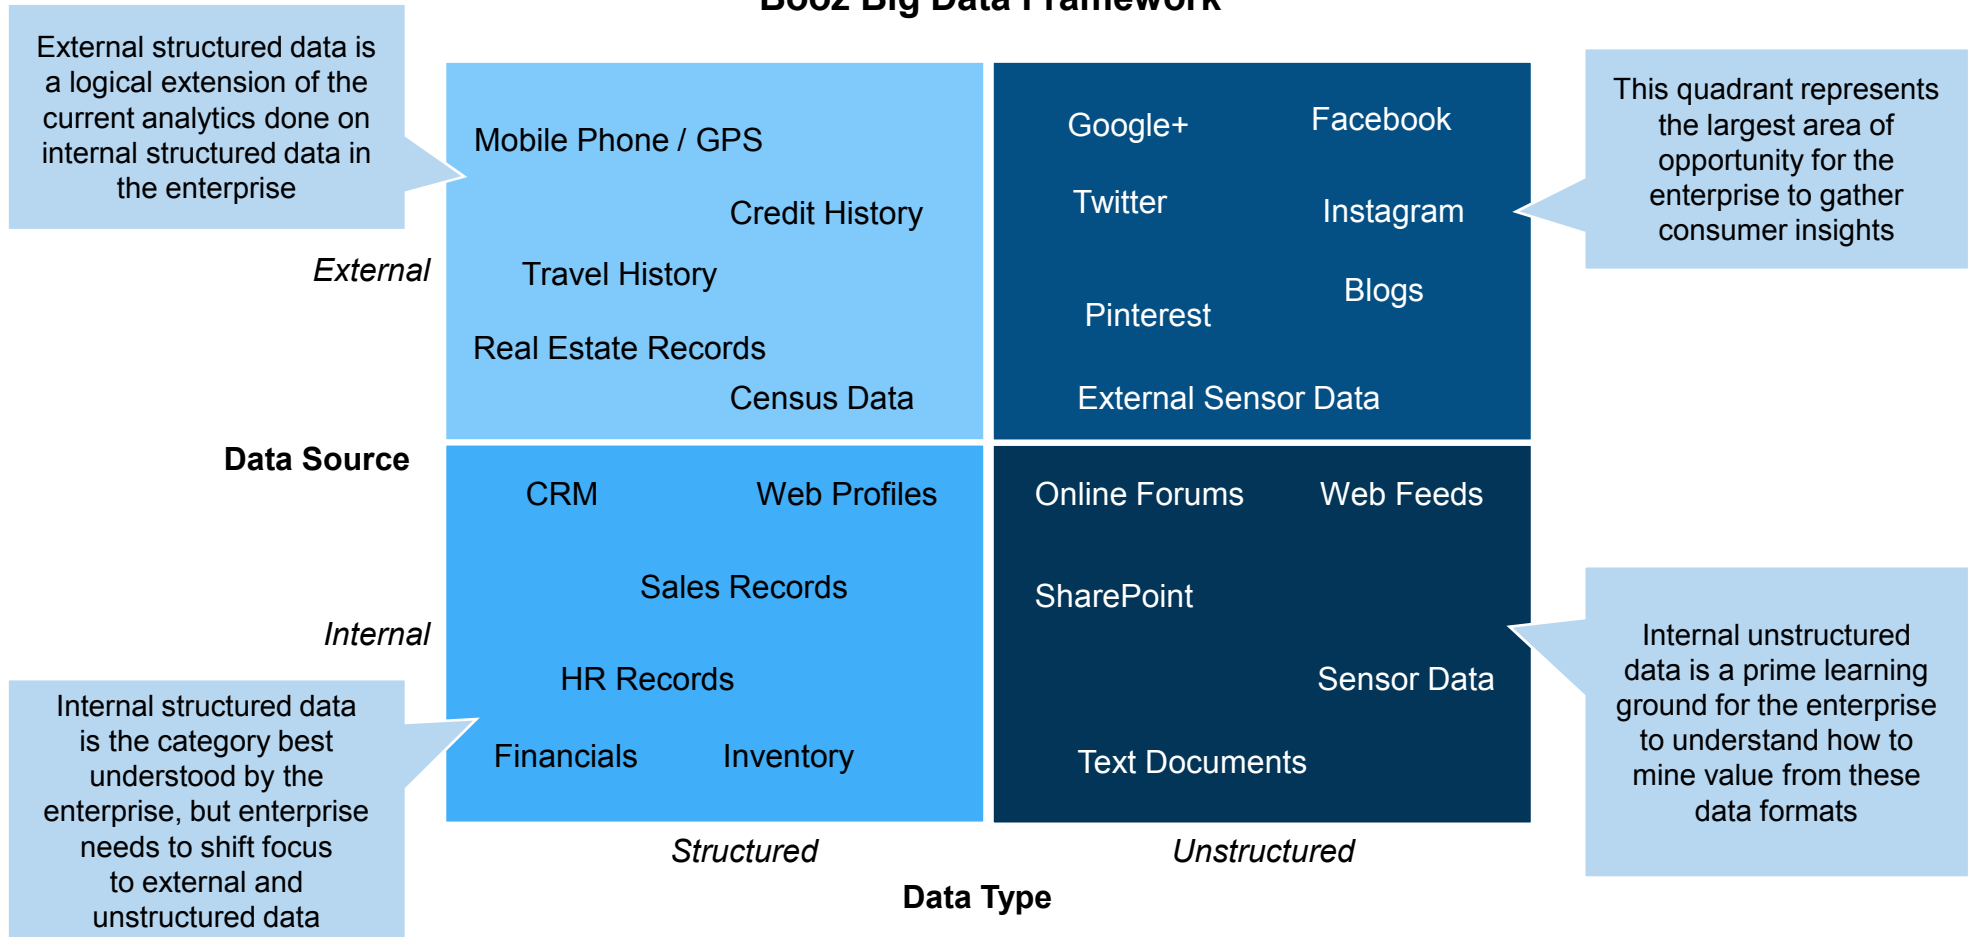 Booz Big Data Framework
External structured data is
a logical extension of the
current analytics done on
internal structured data in
the enterprise
Mobile Phone / GPS
Credit History
Travel History
Real Estate Records
Census Data
Google+
Facebook
Twitter
Instagram
Blogs
Pinterest
External Sensor Data
This quadrant represents
the largest area of
opportunity for the
enterprise to gather
consumer insights
External
Data Source
Internal
CRM
Web Profiles
Sales Records
HR Records
Financials
Inventory
Online Forums
Web Feeds
SharePoint
Sensor Data
Text Documents
Internal structured data
is the category best
understood by the
enterprise, but enterprise
needs to shift focus
to external and
unstructured data
Internal unstructured
data is a prime learning
ground for the enterprise
to understand how to
mine value from these
data formats
Structured
Unstructured
Data Type